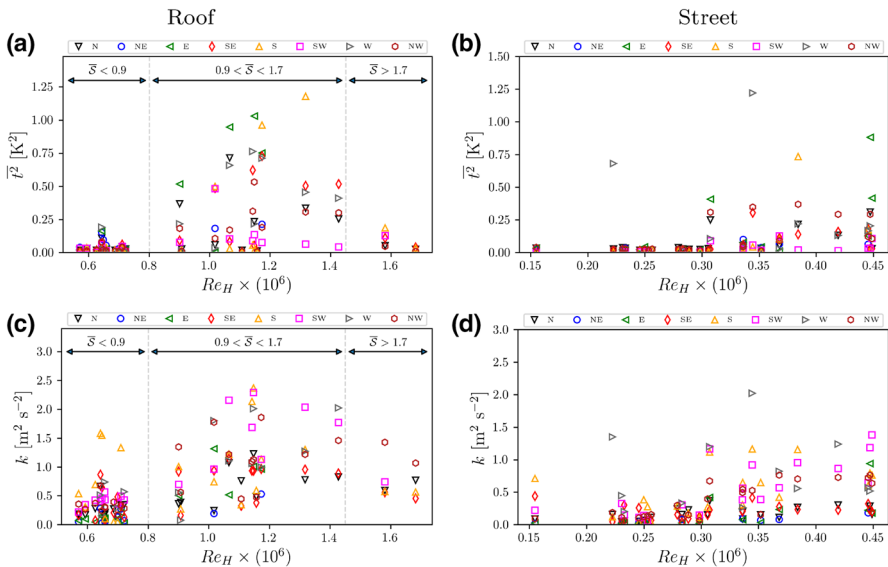 Roof Street
(a) N NE E SE S SW W NW
(b) N NE E SE S SW W NW
S̅ < 0.9 0.9 < S̅ < 1.7 S̅ > 1.7
t̅² [K²]
1.25
1.00
0.75
0.50
0.25
0.00
0.6 0.8 1.0 1.2 1.4 1.6
Re_H × (10⁶)
t̅² [K²]
1.50
1.25
1.00
0.75
0.50
0.25
0.00
0.15 0.20 0.25 0.30 0.35 0.40 0.45
Re_H × (10⁶)
(c) N NE E SE S SW W NW
(d) N NE E SE S SW W NW
S̅ < 0.9 0.9 < S̅ < 1.7 S̅ > 1.7
k [m² s⁻²]
3.0
2.5
2.0
1.5
1.0
0.5
0.0
0.6 0.8 1.0 1.2 1.4 1.6
Re_H × (10⁶)
k [m² s⁻²]
3.0
2.5
2.0
1.5
1.0
0.5
0.0
0.15 0.20 0.25 0.30 0.35 0.40 0.45
Re_H × (10⁶)